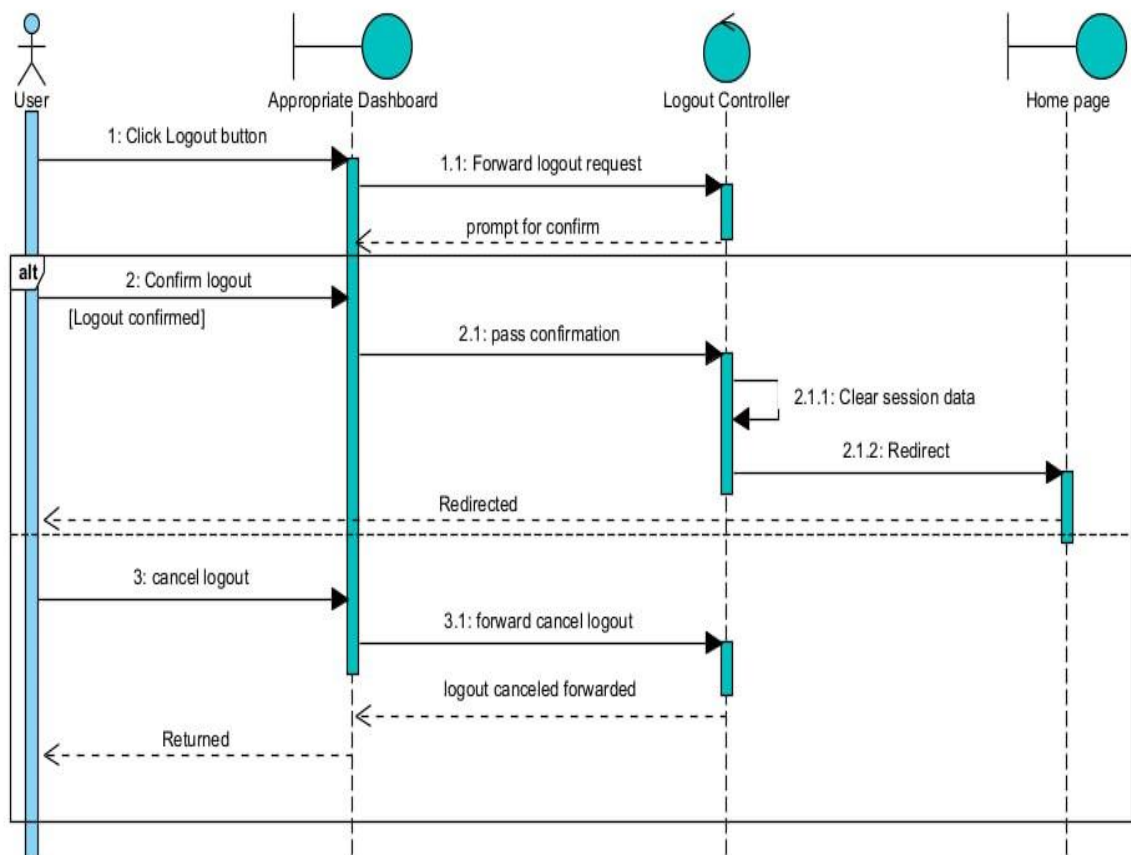 User
Appropriate Dashboard
Logout Controller
Home page
1: Click Logout button
1.1: Forward logout request
prompt for confirm
alt
2: Confirm logout
[Logout confirmed]
2.1: pass confirmation
2.1.1: Clear session data
2.1.2: Redirect
Redirected
3: cancel logout
3.1: forward cancel logout
logout canceled forwarded
Returned